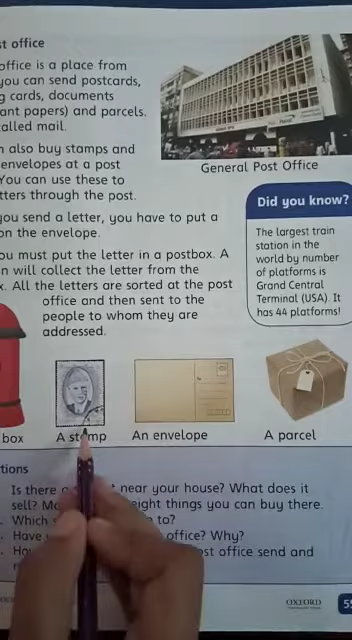 st office
office is a place from
you can send postcards,
g cards, documents
ant papers) and parcels.
alled mail.
n also buy stamps and
envelopes at a post
You can use these to
tters through the post.
you send a letter, you have to put a
on the envelope.
ou must put the letter in a postbox. A
n will collect the letter from the
x. All the letters are sorted at the post
office and then sent to the
people to whom they are
addressed.
General Post Office
Did you know?
The largest train
station in the
world by number
of platforms is
Grand Central
Terminal (USA). It
has 44 platforms!
box
A stamp
An envelope
A parcel
tions
Is there near your house? What does it
sell? eight things you can buy there.
Which to?
Have office? Why?
ost office send and
OXFORD
55